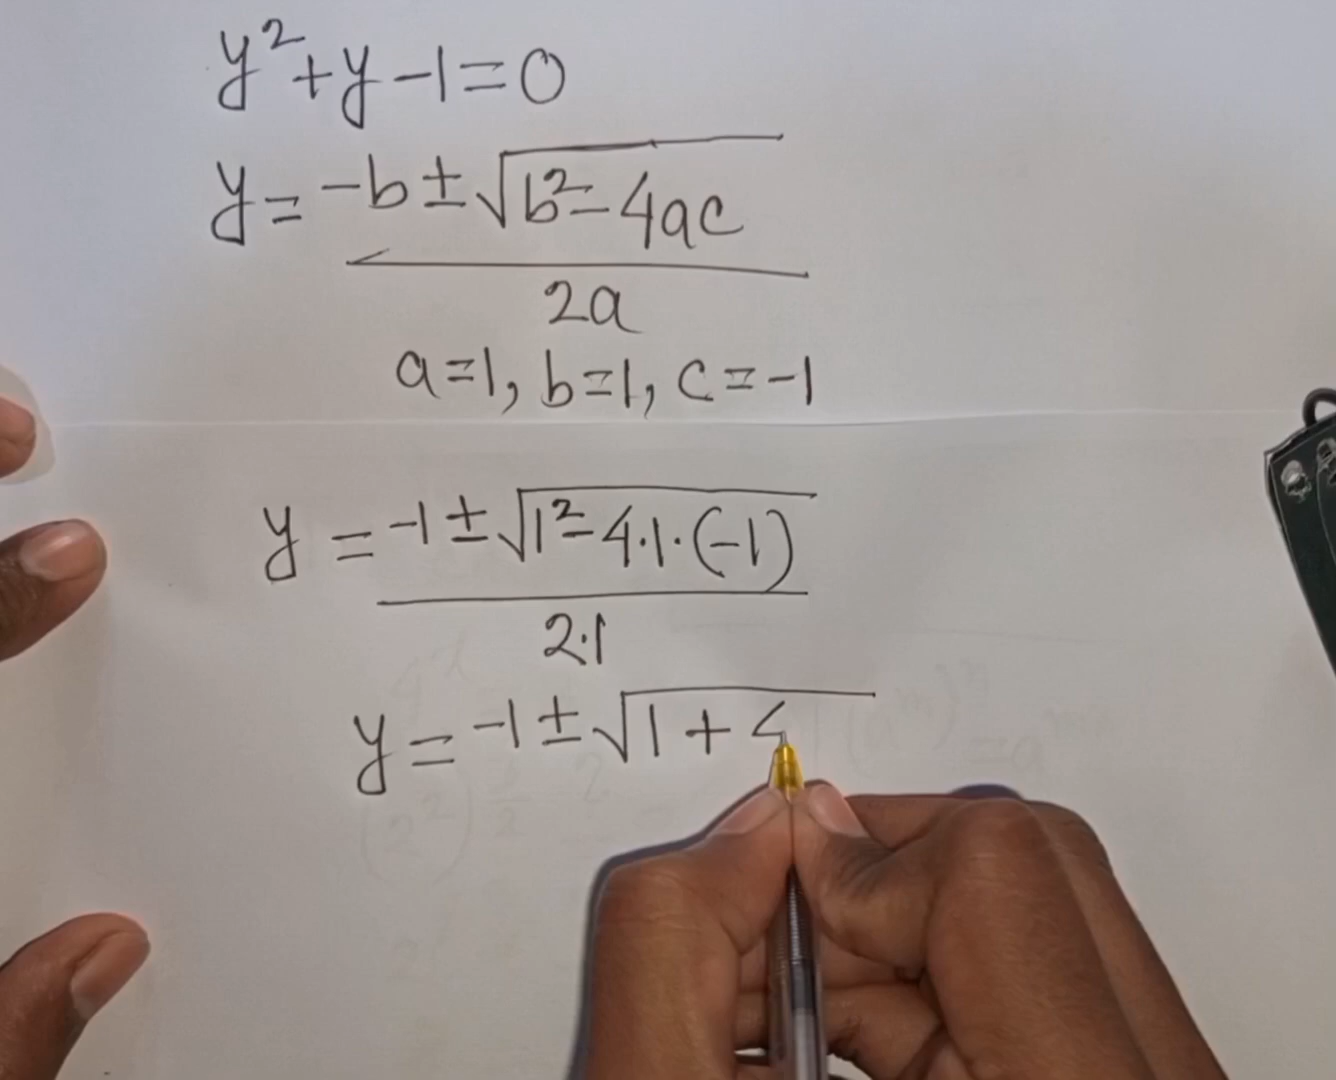 y²+y-1=0
y=-b±√b²-4ac
2a
a=1, b=1, c=-1
y=-1±√1²-4·1·(-1)
2·1
y=-1±√1+4